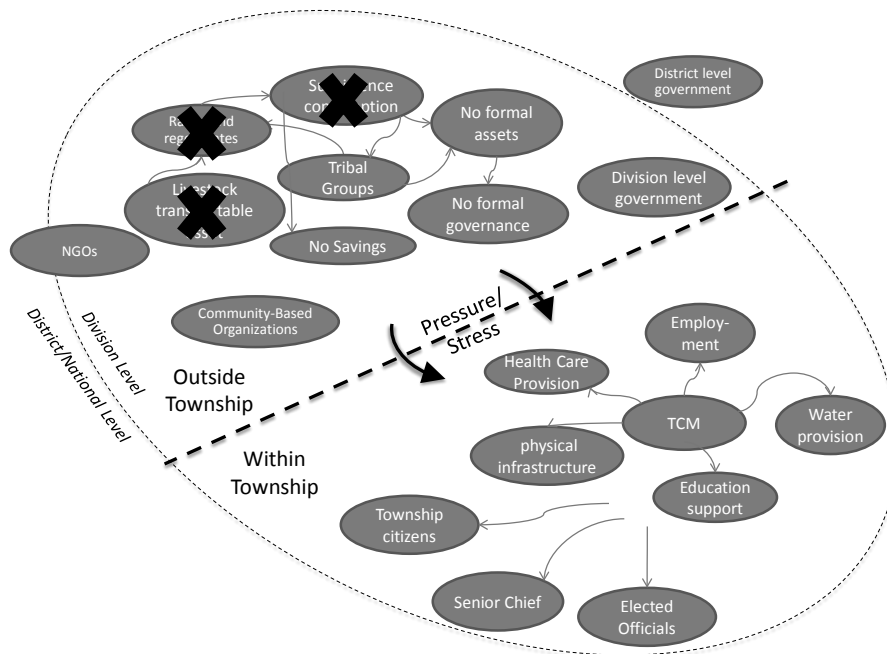 District level
government
No formal
assets
Tribal
Groups
Division level
government
No formal
governance
No Savings
NGOs
Community-Based
Organizations
Pressure/
Stress
Division Level
District/National Level
Outside
Township
Within
Township
Employ-
ment
Health Care
Provision
TCM
Water
provision
physical
infrastructure
Education
support
Township
citizens
Senior Chief
Elected
Officials
Livestock